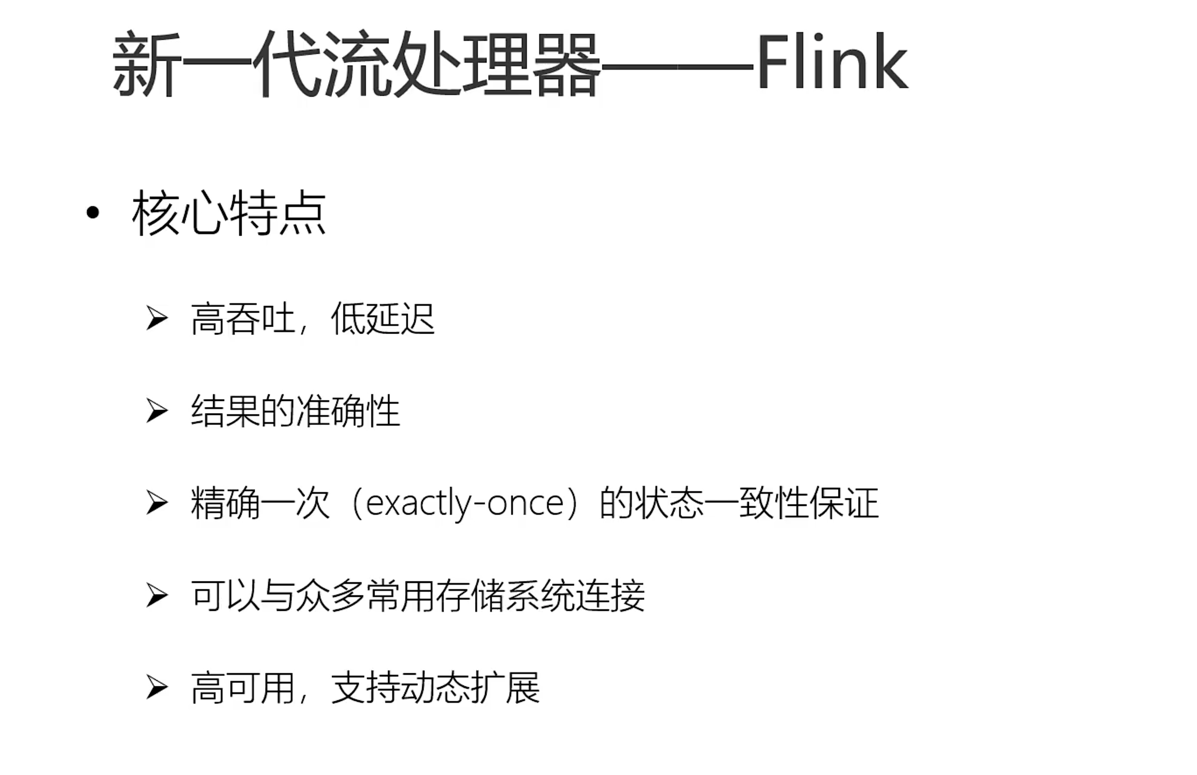 新一代流处理器——Flink
• 核心特点
➢ 高吞吐，低延迟
➢ 结果的准确性
➢ 精确一次（exactly-once）的状态一致性保证
➢ 可以与众多常用存储系统连接
➢ 高可用，支持动态扩展